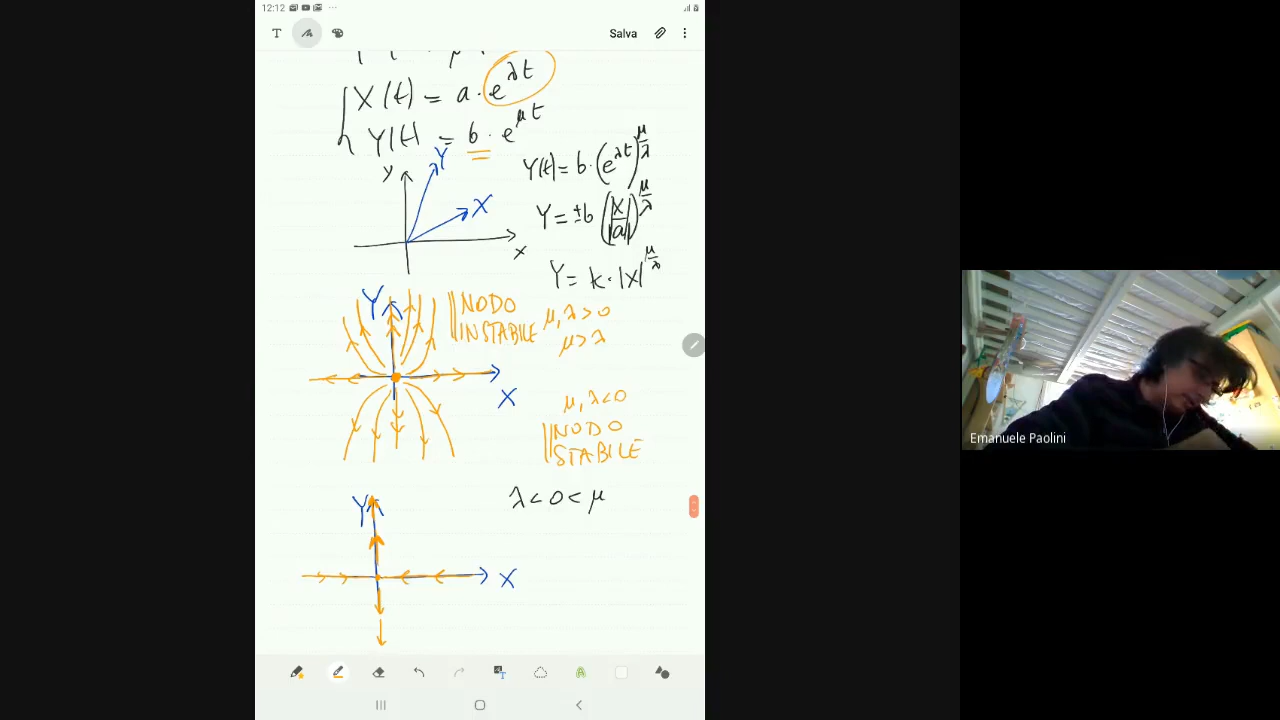 12:12
T
Salva
X(t) = a · e^{λt}
Y(t) = b · e^{μt}
y
Y
X
x
Y(t) = b · (e^{λt})^{μ/λ}
Y = ±b (|X|/|a|)^{μ/λ}
Y = k · |X|^{μ/λ}
Y
NODO
INSTABILE
μ, λ > 0
μ > λ
X
μ, λ < 0
NODO
STABILE
λ < 0 < μ
Y
X
Emanuele Paolini